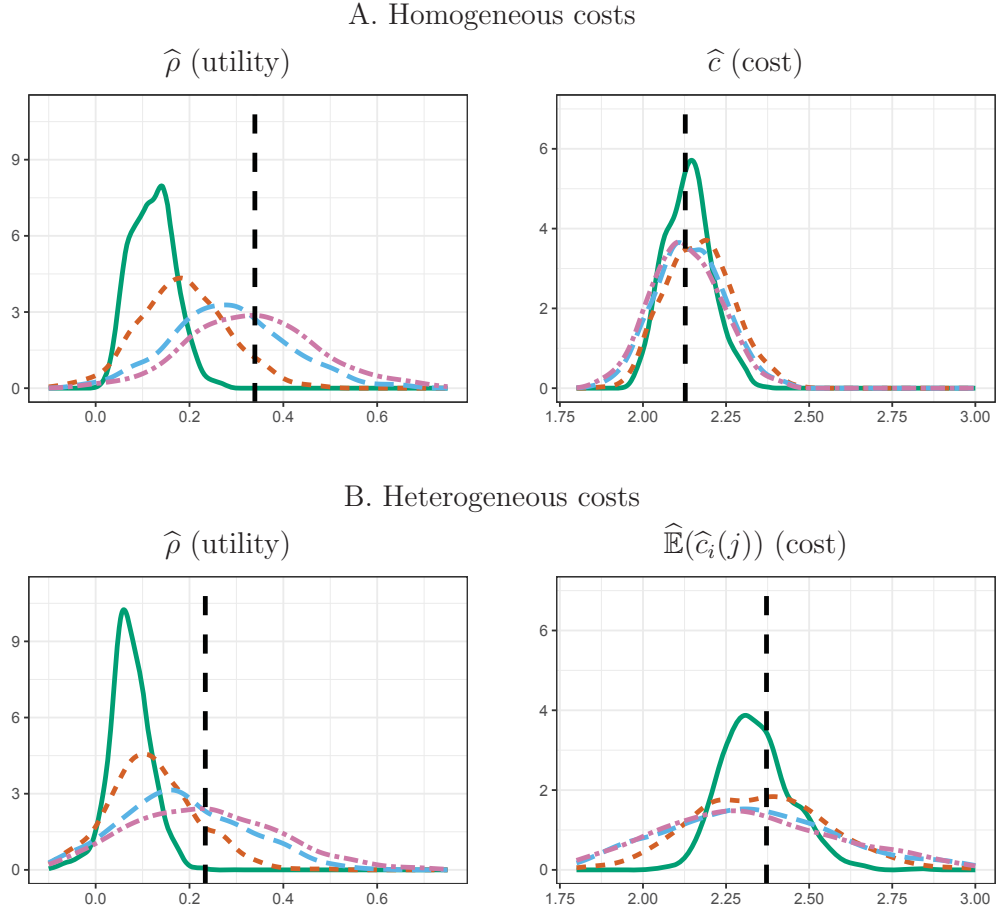 A. Homogeneous costs
ρ̂ (utility)
ĉ (cost)
9
6
3
0
0.0 0.2 0.4 0.6
6
4
2
0
1.75 2.00 2.25 2.50 2.75 3.00
B. Heterogeneous costs
ρ̂ (utility)
𝔼̂(ĉᵢ(j)) (cost)
9
6
3
0
0.0 0.2 0.4 0.6
6
4
2
0
1.75 2.00 2.25 2.50 2.75 3.00